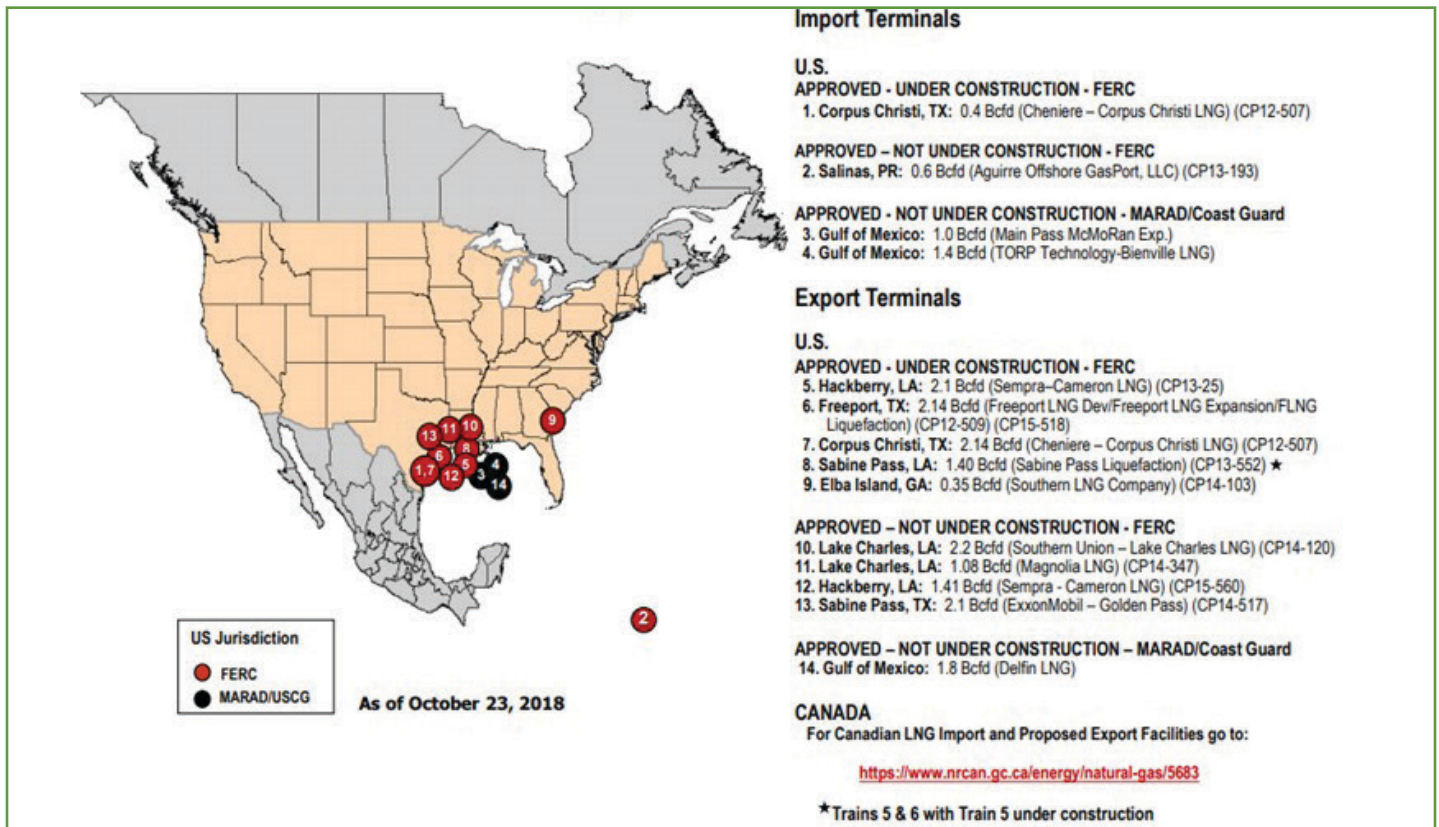 Import Terminals
U.S.
APPROVED - UNDER CONSTRUCTION - FERC
1. Corpus Christi, TX: 0.4 Bcfd (Cheniere – Corpus Christi LNG) (CP12-507)
APPROVED – NOT UNDER CONSTRUCTION - FERC
2. Salinas, PR: 0.6 Bcfd (Aguirre Offshore GasPort, LLC) (CP13-193)
APPROVED - NOT UNDER CONSTRUCTION - MARAD/Coast Guard
3. Gulf of Mexico: 1.0 Bcfd (Main Pass McMoRan Exp.)
4. Gulf of Mexico: 1.4 Bcfd (TORP Technology-Bienville LNG)
Export Terminals
U.S.
APPROVED - UNDER CONSTRUCTION - FERC
5. Hackberry, LA: 2.1 Bcfd (Sempra–Cameron LNG) (CP13-25)
6. Freeport, TX: 2.14 Bcfd (Freeport LNG Dev/Freeport LNG Expansion/FLNG
Liquefaction) (CP12-509) (CP15-518)
7. Corpus Christi, TX: 2.14 Bcfd (Cheniere – Corpus Christi LNG) (CP12-507)
8. Sabine Pass, LA: 1.40 Bcfd (Sabine Pass Liquefaction) (CP13-552) ★
9. Elba Island, GA: 0.35 Bcfd (Southern LNG Company) (CP14-103)
APPROVED – NOT UNDER CONSTRUCTION - FERC
10. Lake Charles, LA: 2.2 Bcfd (Southern Union – Lake Charles LNG) (CP14-120)
11. Lake Charles, LA: 1.08 Bcfd (Magnolia LNG) (CP14-347)
12. Hackberry, LA: 1.41 Bcfd (Sempra - Cameron LNG) (CP15-560)
13. Sabine Pass, TX: 2.1 Bcfd (ExxonMobil – Golden Pass) (CP14-517)
APPROVED – NOT UNDER CONSTRUCTION – MARAD/Coast Guard
14. Gulf of Mexico: 1.8 Bcfd (Delfin LNG)
CANADA
For Canadian LNG Import and Proposed Export Facilities go to:
https://www.nrcan.gc.ca/energy/natural-gas/5683
★Trains 5 & 6 with Train 5 under construction
13
11
10
9
6
8
1,7
12
5
3
4
14
2
US Jurisdiction
FERC
MARAD/USCG
As of October 23, 2018